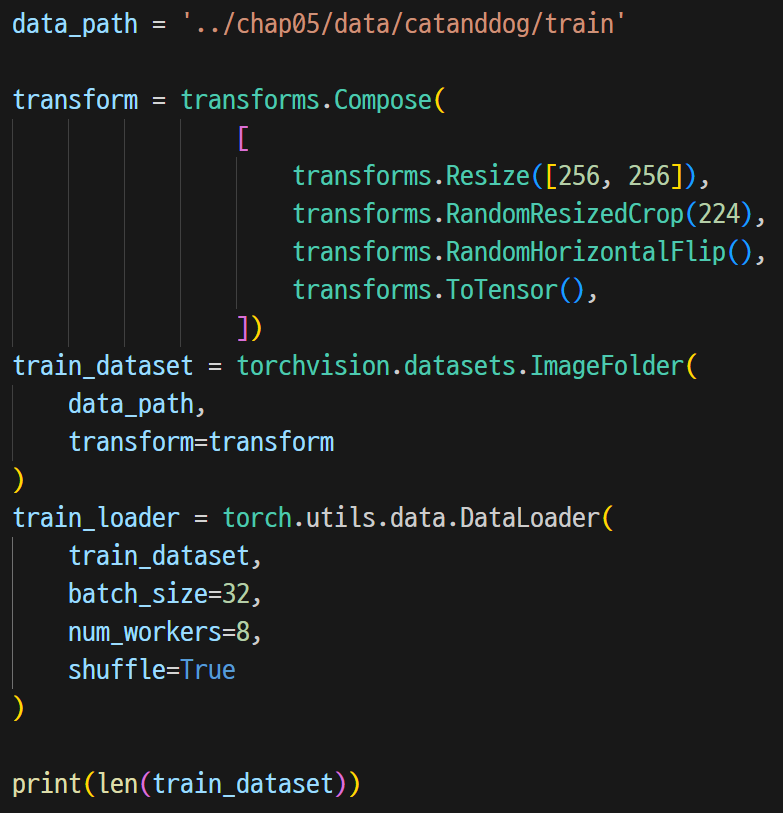 data_path = '../chap05/data/catanddog/train'

transform = transforms.Compose(
                [
                    transforms.Resize([256, 256]),
                    transforms.RandomResizedCrop(224),
                    transforms.RandomHorizontalFlip(),
                    transforms.ToTensor(),
                ])
train_dataset = torchvision.datasets.ImageFolder(
    data_path,
    transform=transform
)
train_loader = torch.utils.data.DataLoader(
    train_dataset,
    batch_size=32,
    num_workers=8,
    shuffle=True
)

print(len(train_dataset))